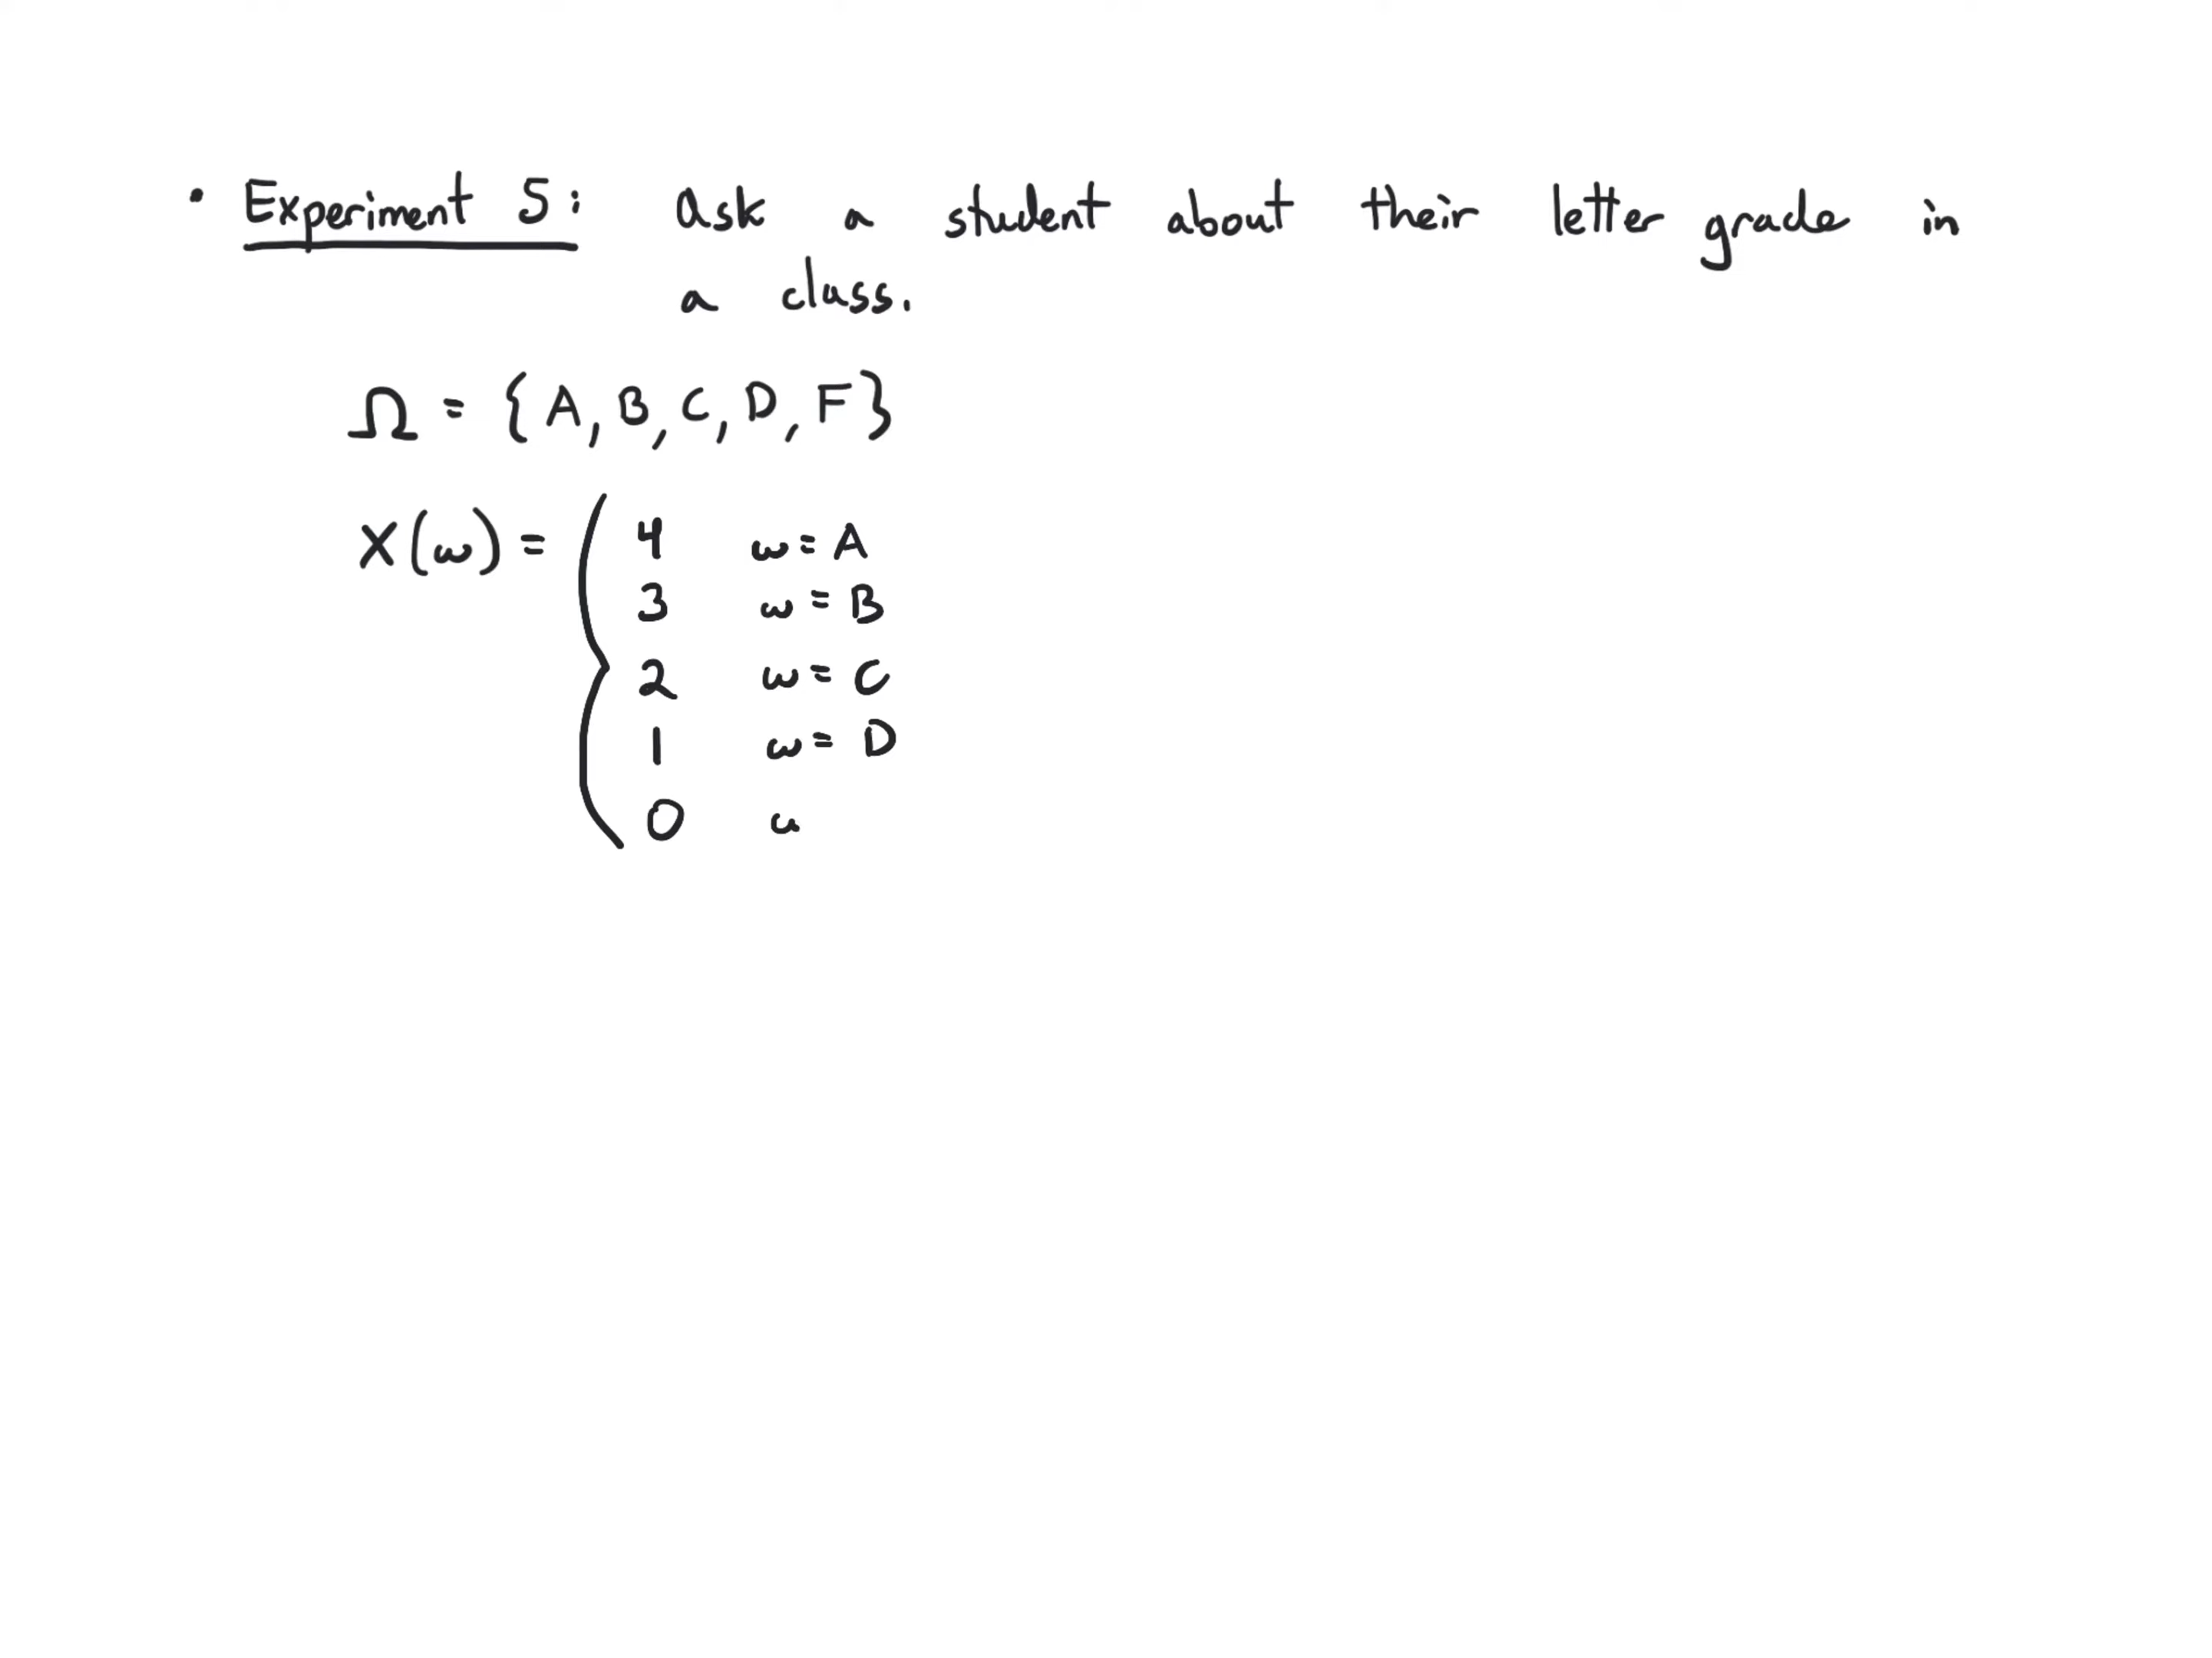 • Experiment 5: Ask a student about their letter grade in
a class.
Ω = {A, B, C, D, F}
X(ω) = { 4 ω = A
3 ω = B
2 ω = C
1 ω = D
0